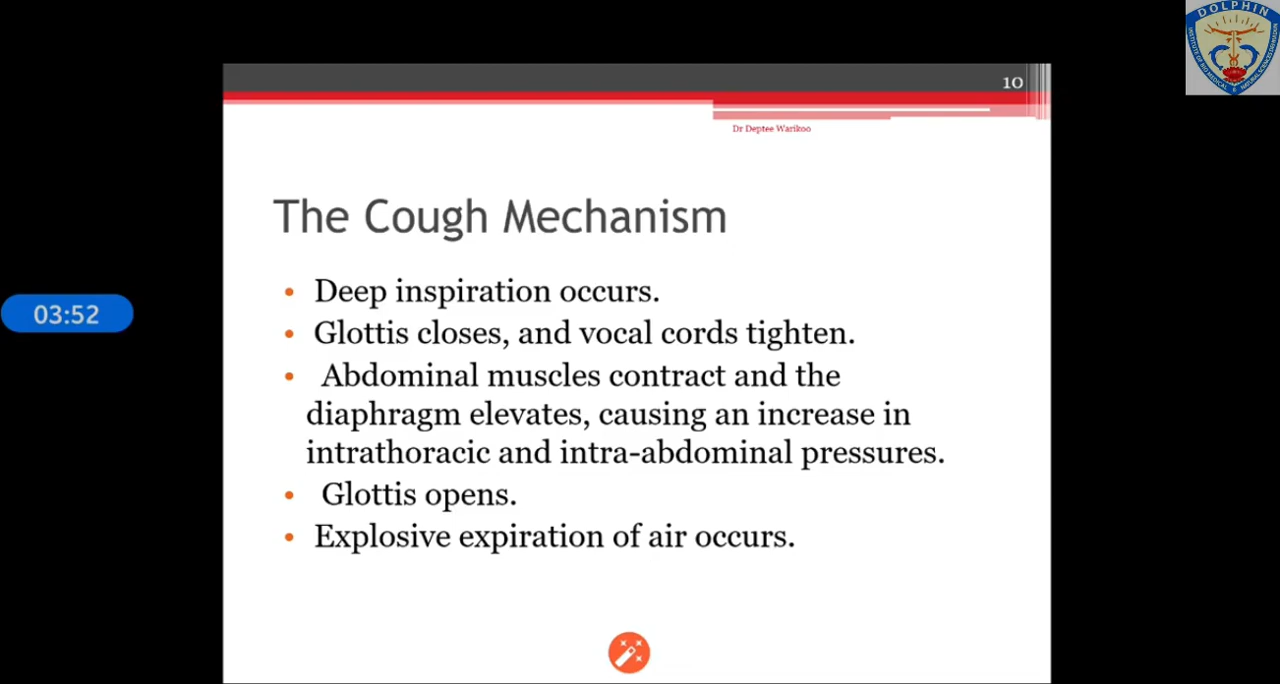 DOLPHIN
10
Dr Deptee Warikoo
The Cough Mechanism
• Deep inspiration occurs.
• Glottis closes, and vocal cords tighten.
03:52
• Abdominal muscles contract and the
diaphragm elevates, causing an increase in
intrathoracic and intra-abdominal pressures.
• Glottis opens.
• Explosive expiration of air occurs.